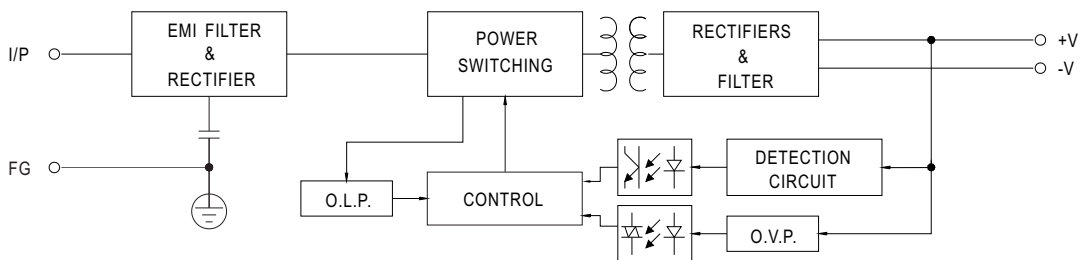 I/P
EMI FILTER
&
RECTIFIER
POWER
SWITCHING
RECTIFIERS
&
FILTER
+V
-V
FG
O.L.P.
CONTROL
DETECTION
CIRCUIT
O.V.P.